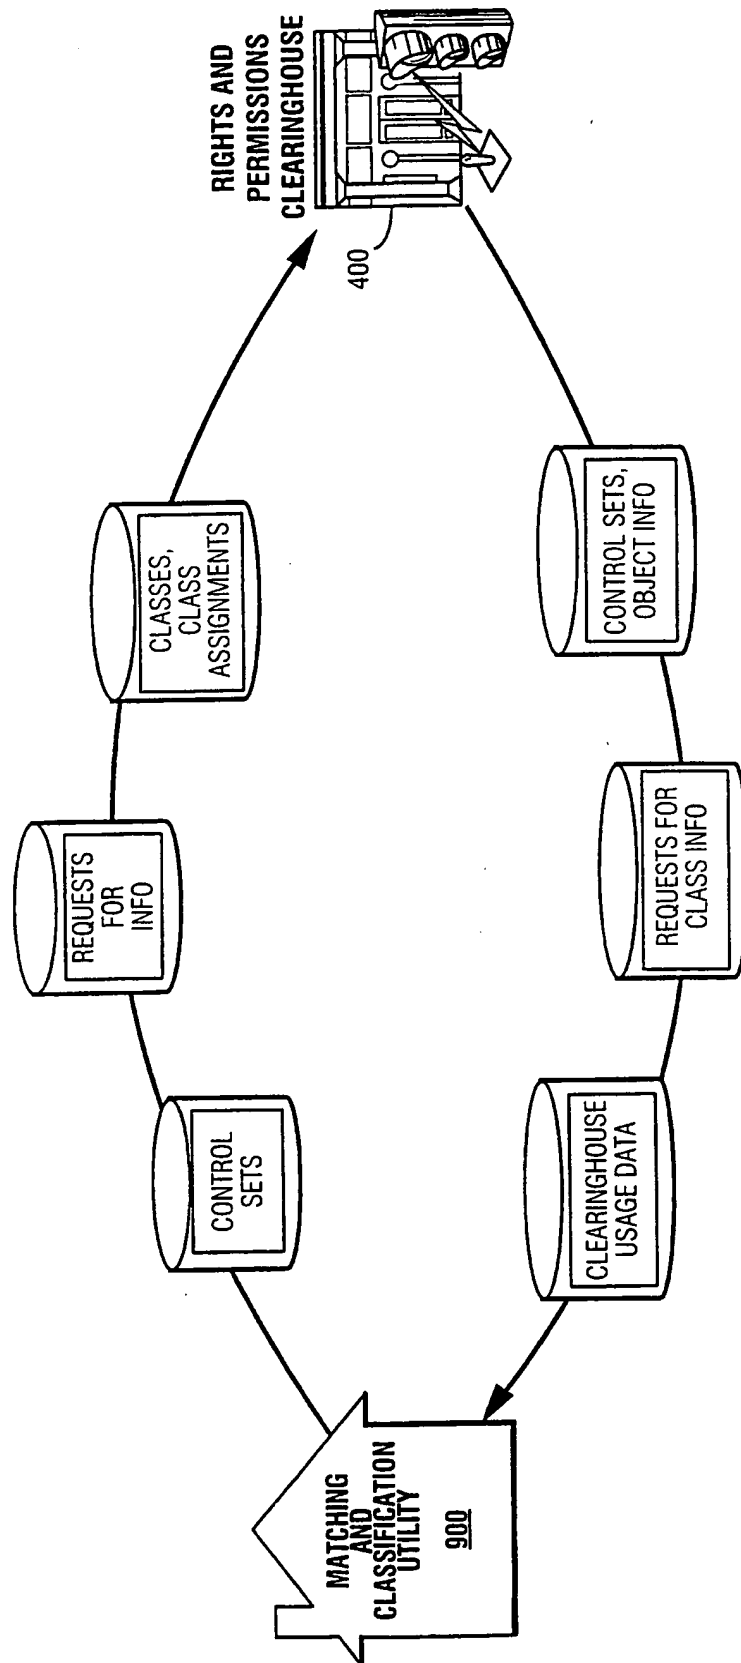 RIGHTS AND
PERMISSIONS
CLEARINGHOUSE
400
CLASSES,
CLASS
ASSIGNMENTS
REQUESTS
FOR
INFO
CONTROL
SETS
MATCHING
AND
CLASSIFICATION
UTILITY
900
CLEARINGHOUSE
USAGE DATA
REQUESTS FOR
CLASS INFO
CONTROL SETS,
OBJECT INFO